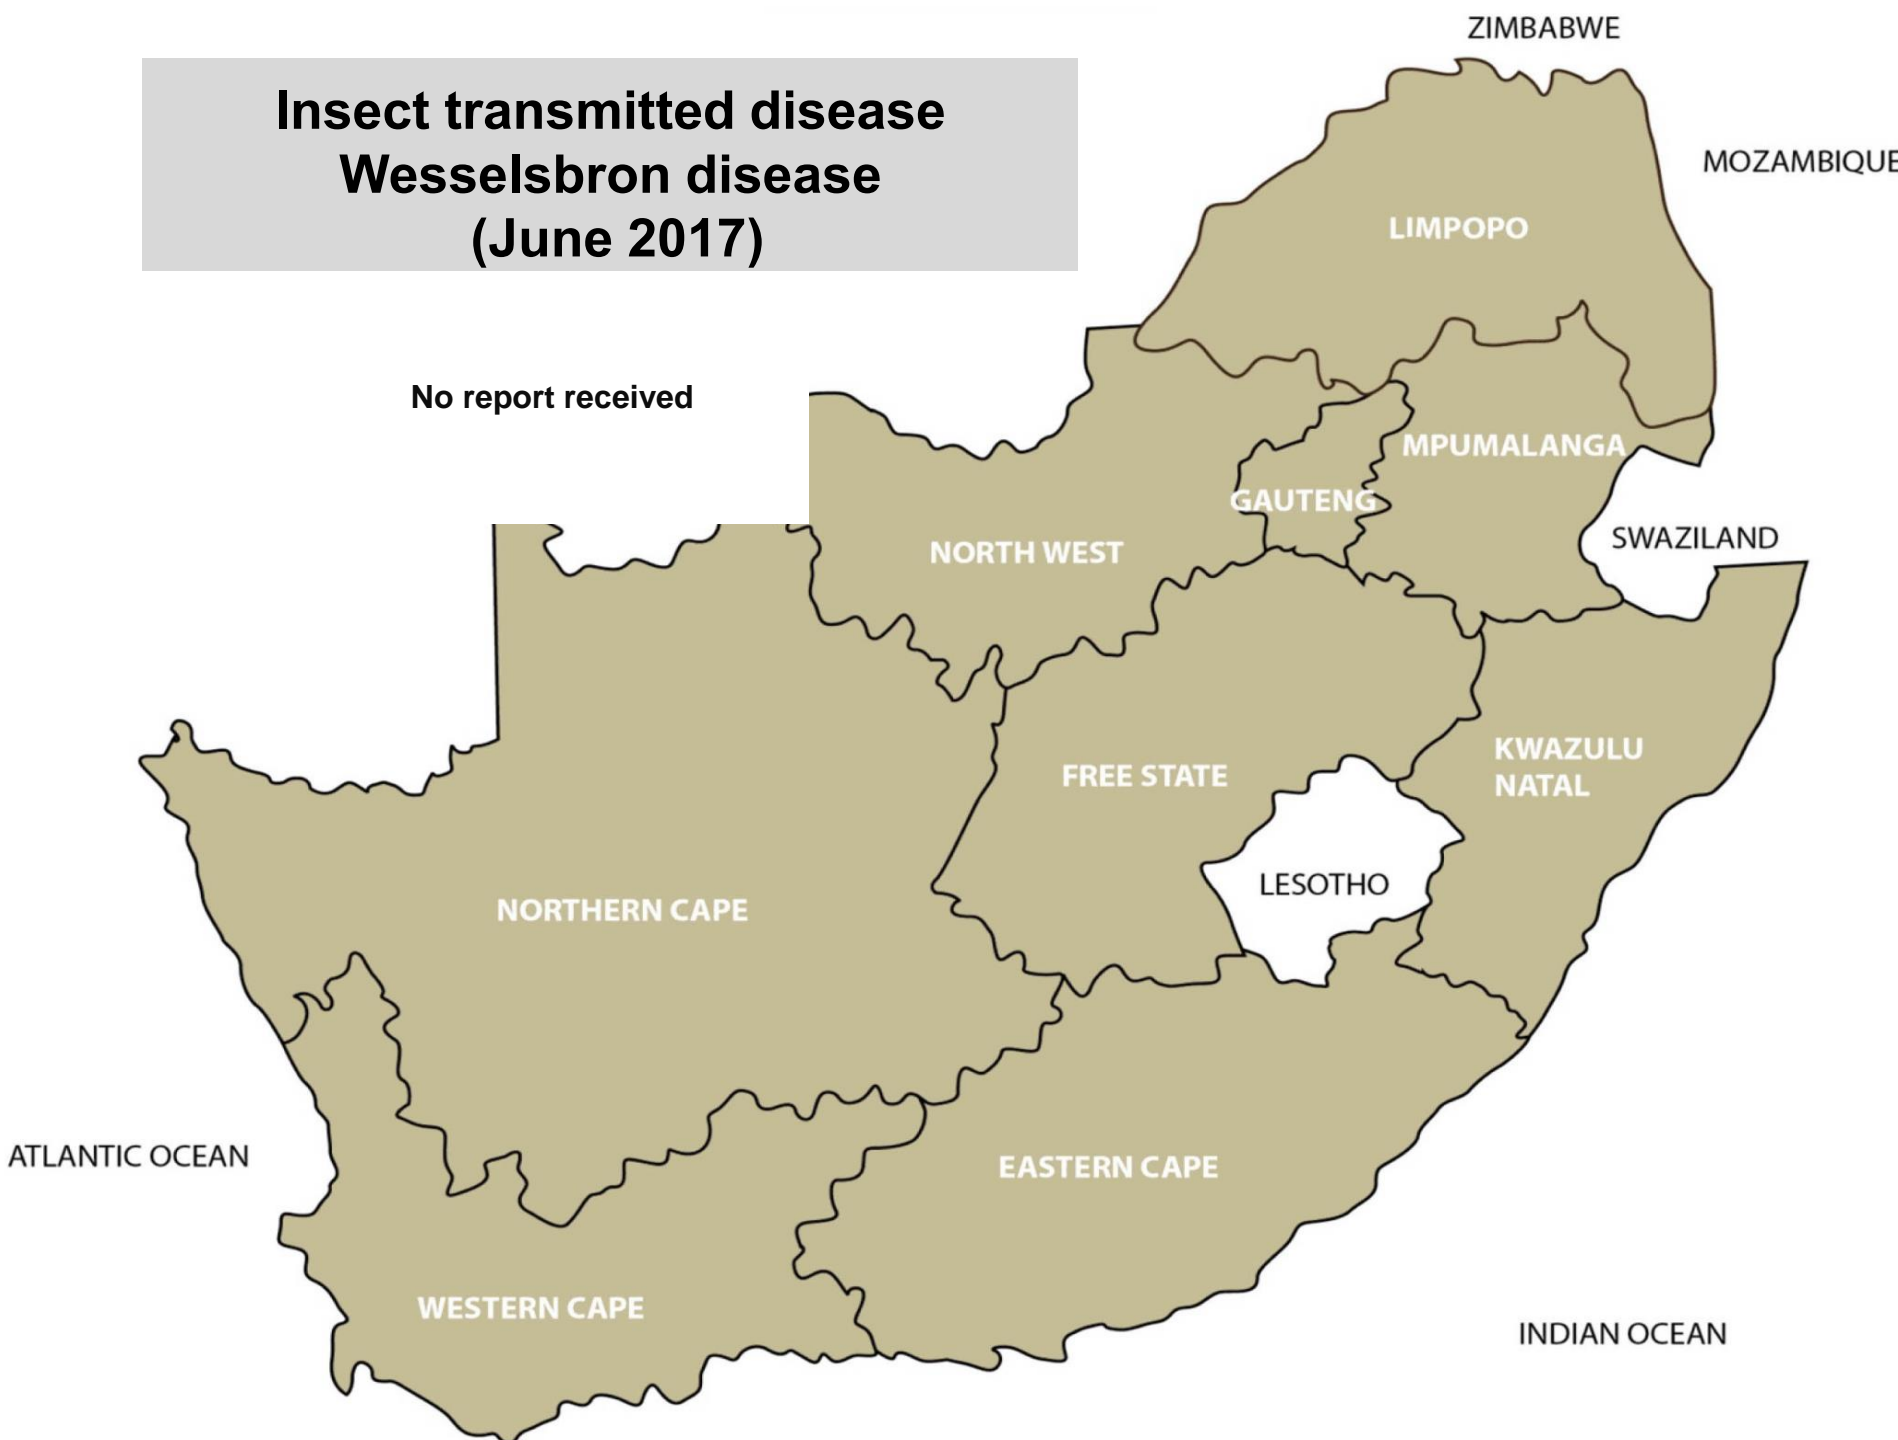 ZIMBABWE
Insect transmitted disease
Wesselsbron disease
(June 2017)
MOZAMBIQUE
LIMPOPO
No report received
MPUMALANGA
GAUTENG
SWAZILAND
NORTH WEST
KWAZULU
NATAL
FREE STATE
LESOTHO
NORTHERN CAPE
ATLANTIC OCEAN
EASTERN CAPE
WESTERN CAPE
INDIAN OCEAN